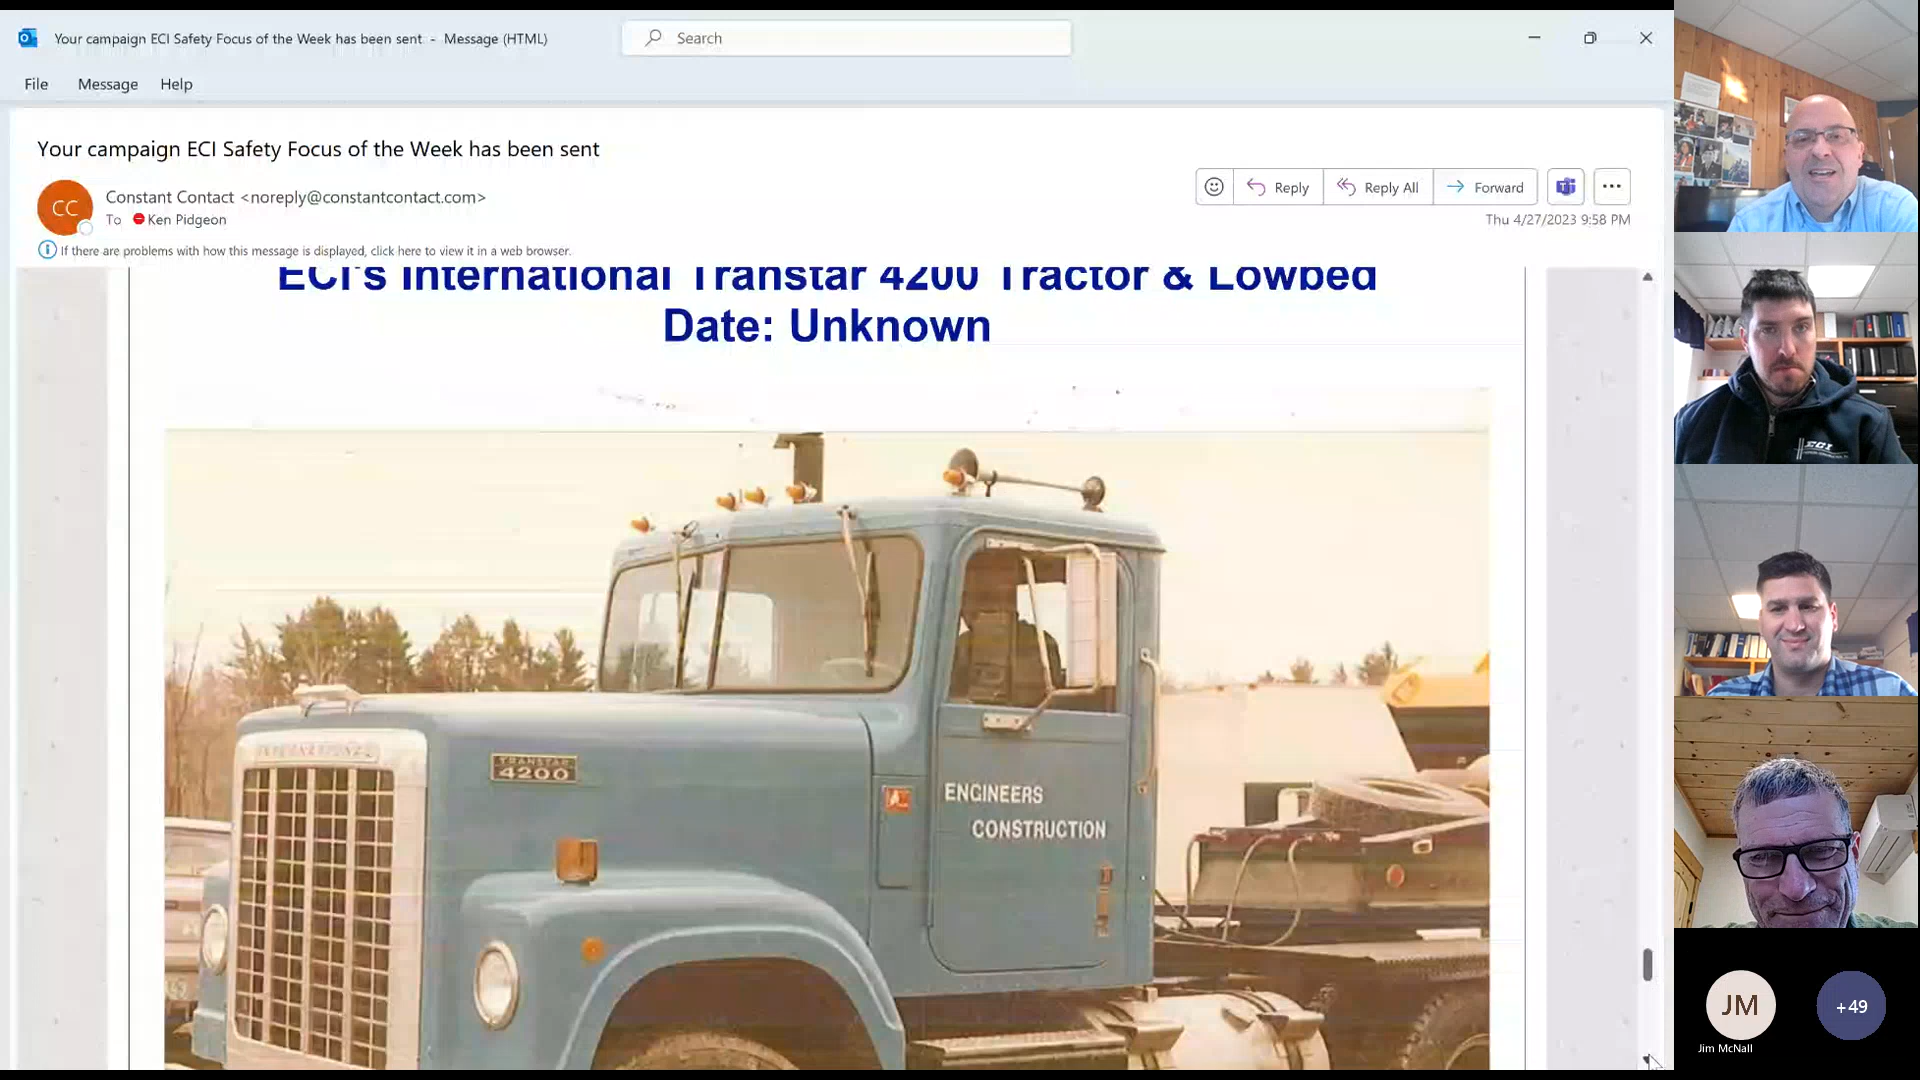 Your campaign ECI Safety Focus of the Week has been sent - Message (HTML)
Search
File Message Help
Your campaign ECI Safety Focus of the Week has been sent
CC
Constant Contact <noreply@constantcontact.com>
To Ken Pidgeon
Reply
Reply All
Forward
Thu 4/27/2023 9:58 PM
If there are problems with how this message is displayed, click here to view it in a web browser.
ECI's International Transtar 4200 Tractor & Lowbed
Date: Unknown
INTERNATIONAL
TRANSTAR
4200
ENGINEERS
CONSTRUCTION
ECI
JM
Jim McNall
+49